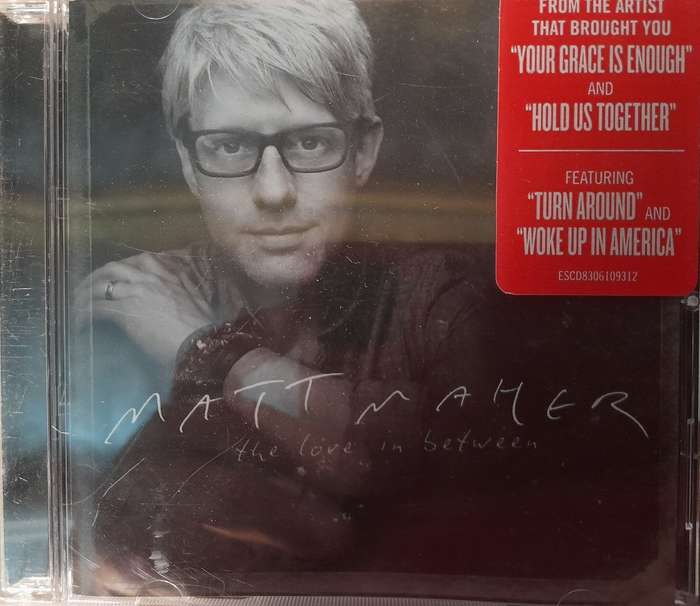 FROM THE ARTIST
THAT BROUGHT YOU
"YOUR GRACE IS ENOUGH"
AND
"HOLD US TOGETHER"
FEATURING
"TURN AROUND" AND
"WOKE UP IN AMERICA"
ESCD8306109312
MATT MAHER
the love in between